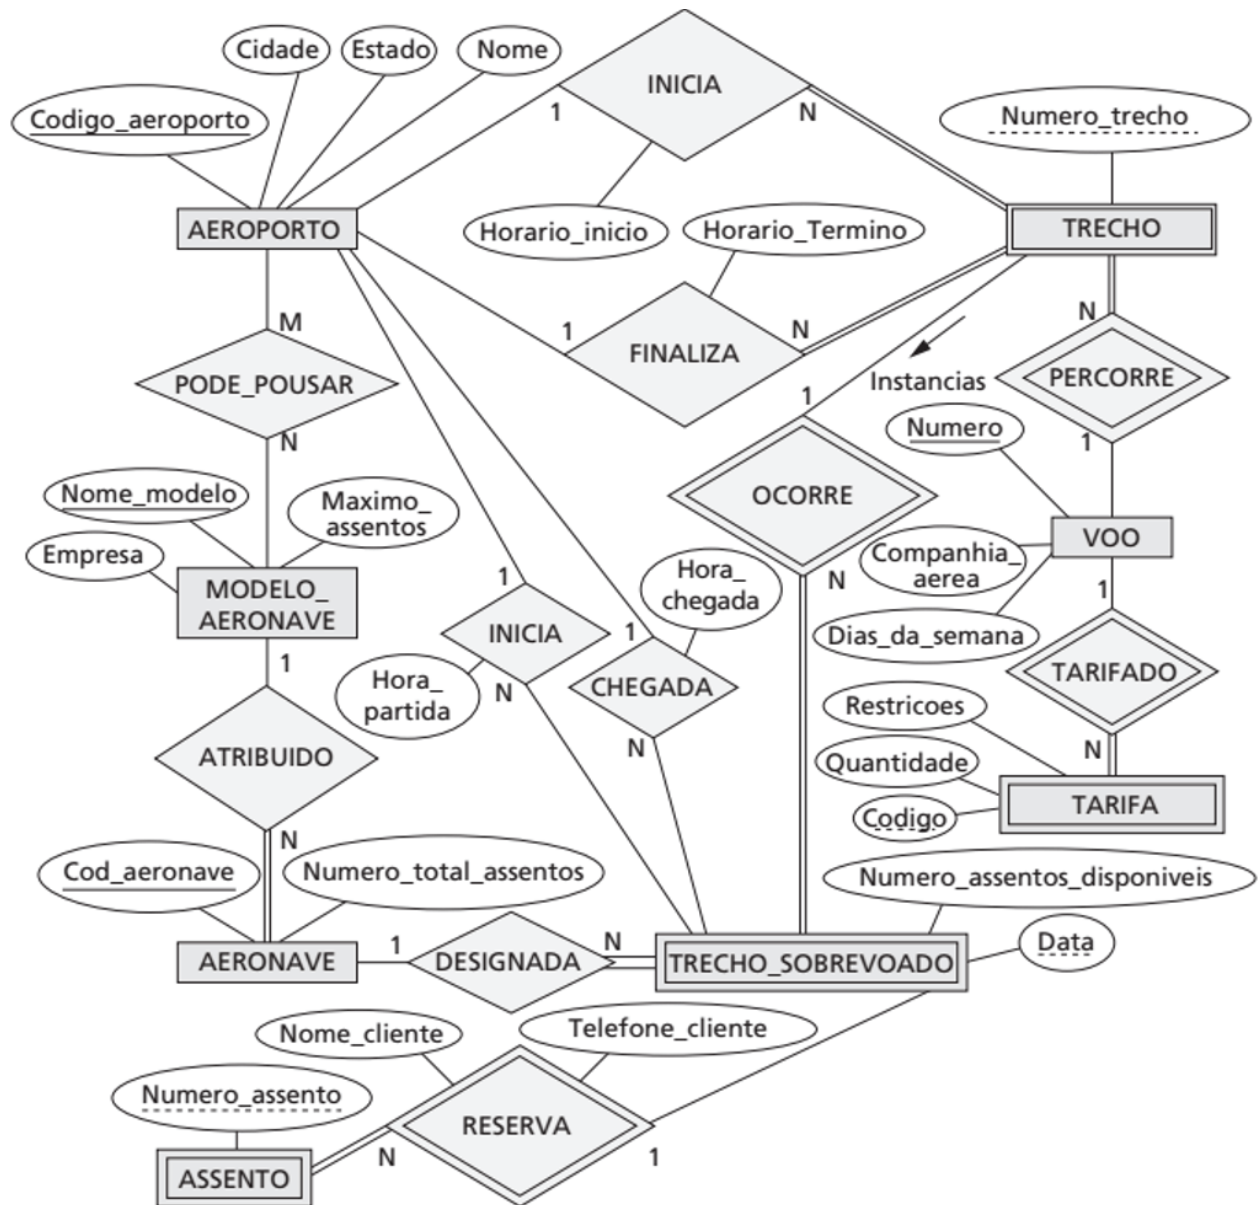 Cidade
Estado
Nome
INICIA
1
N
Codigo_aeroporto
Numero_trecho
AEROPORTO
Horario_inicio
Horario_Termino
TRECHO
M
1
N
N
PODE_POUSAR
FINALIZA
Instancias
PERCORRE
1
N
Numero
1
Nome_modelo
Maximo_
assentos
OCORRE
Empresa
Companhia_
aerea
VOO
MODELO_
AERONAVE
1
Hora_
chegada
N
1
INICIA
1
Dias_da_semana
1
Hora_
partida
N
CHEGADA
TARIFADO
Restricoes
ATRIBUIDO
N
N
Quantidade
TARIFA
Codigo
N
Cod_aeronave
Numero_total_assentos
Numero_assentos_disponiveis
AERONAVE
1
DESIGNADA
N
TRECHO_SOBREVOADO
Data
Nome_cliente
Telefone_cliente
Numero_assento
RESERVA
N
1
ASSENTO